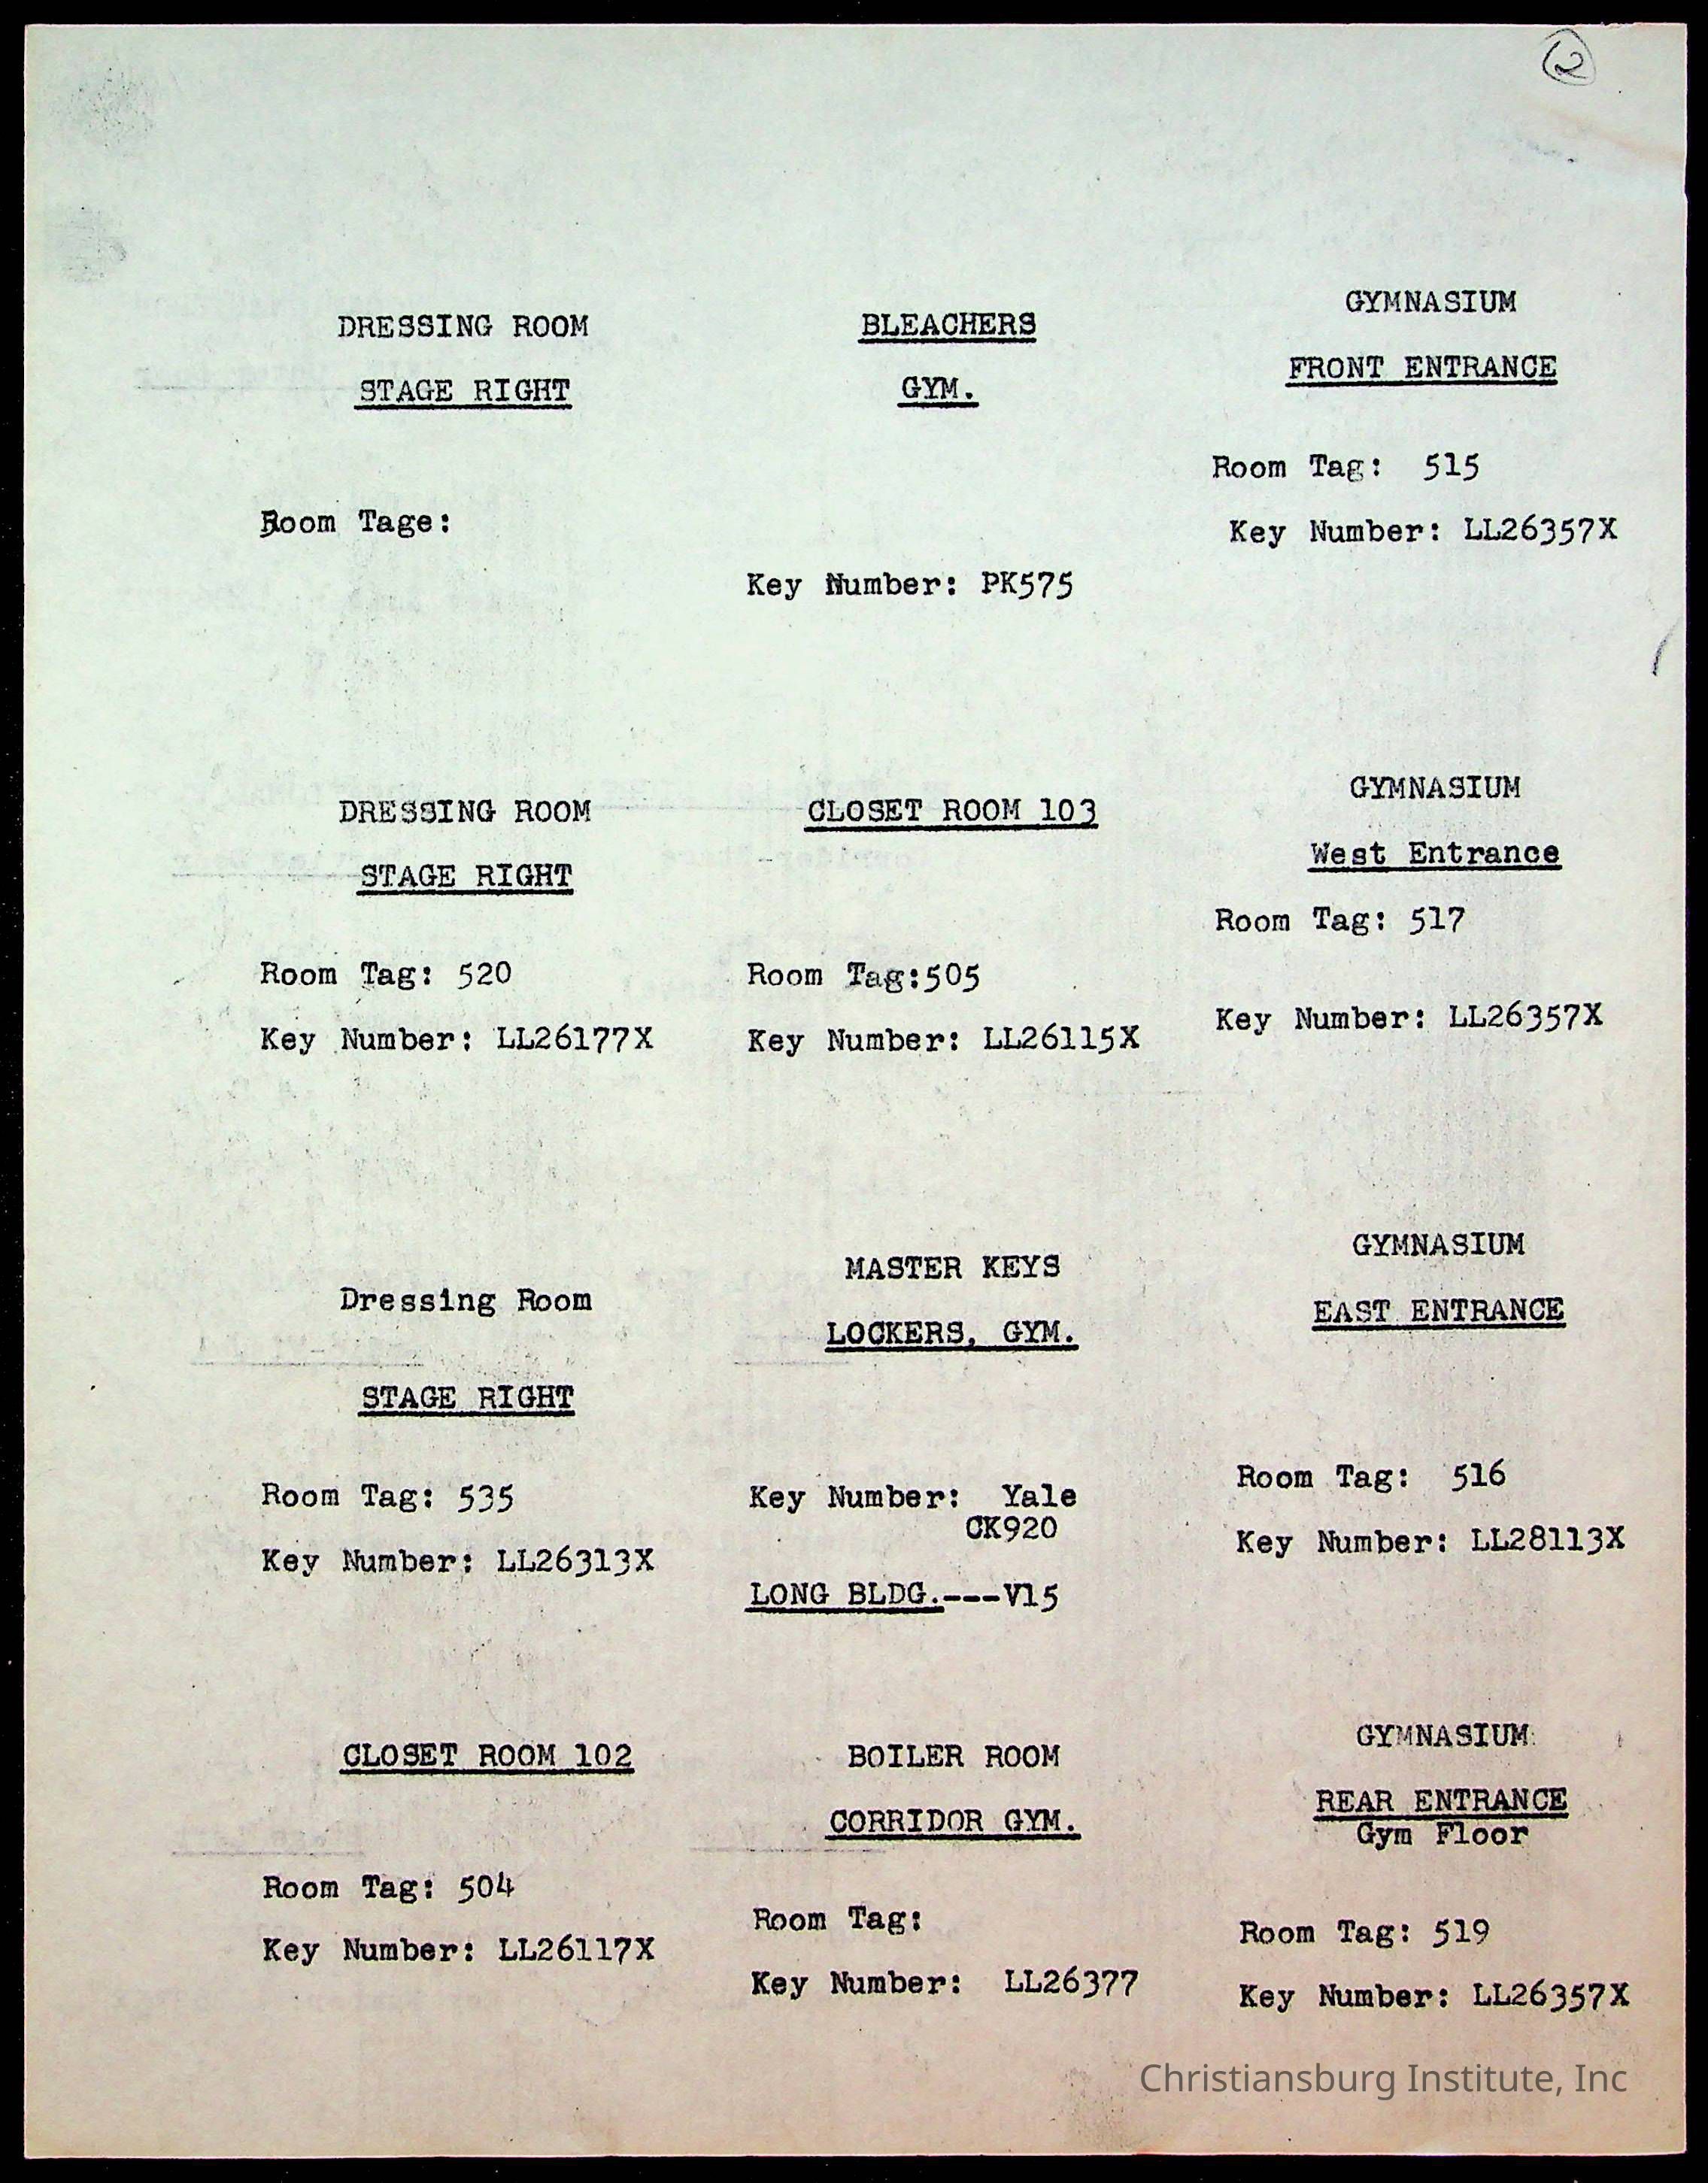 2
DRESSING ROOM
STAGE RIGHT
Room Tage:
BLEACHERS
GYM.
Key Number: PK575
GYMNASIUM
FRONT ENTRANCE
Room Tag: 515
Key Number: LL26357X
DRESSING ROOM
STAGE RIGHT
Room Tag: 520
Key Number: LL26177X
CLOSET ROOM 103
Room Tag:505
Key Number: LL26115X
GYMNASIUM
West Entrance
Room Tag: 517
Key Number: LL26357X
Dressing Room
STAGE RIGHT
Room Tag: 535
Key Number: LL26313X
MASTER KEYS
LOCKERS, GYM.
Key Number: Yale
CK920
LONG BLDG.---V15
GYMNASIUM
EAST ENTRANCE
Room Tag: 516
Key Number: LL28113X
CLOSET ROOM 102
Room Tag: 504
Key Number: LL26117X
BOILER ROOM
CORRIDOR GYM.
Room Tag:
Key Number: LL26377
GYMNASIUM
REAR ENTRANCE
Gym Floor
Room Tag: 519
Key Number: LL26357X
Christiansburg Institute, Inc